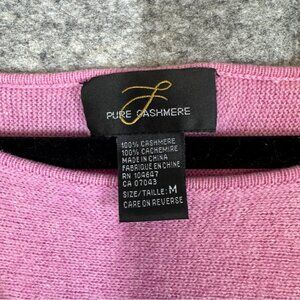 J
PURE CASHMERE
100% CASHMERE
100% CACHEMIRE
MADE IN CHINA
FABRIQUE EN CHINE
RN 104647
CA 07043
SIZE/TAILLE: M
CARE ON REVERSE